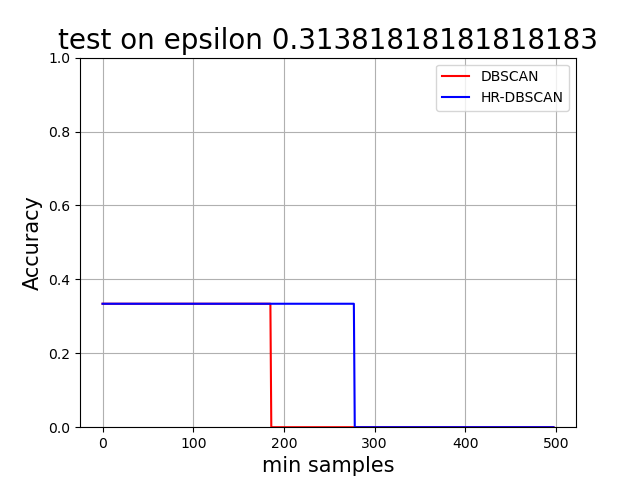 test on epsilon 0.31381818181818183
DBSCAN
HR-DBSCAN
1.0
0.8
0.6
0.4
0.2
0.0
Accuracy
0 100 200 300 400 500
min samples